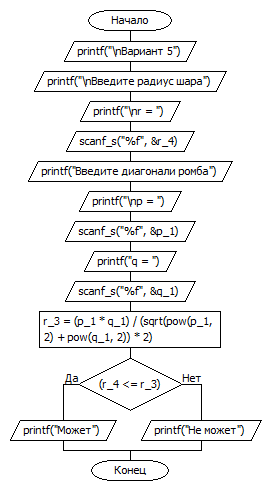 Начало
printf("\nВариант 5")
printf("\nВведите радиус шара")
printf("\nr = ")
scanf_s("%f", &r_4)
printf("Введите диагонали ромба")
printf("\np = ")
scanf_s("%f", &p_1)
printf("q = ")
scanf_s("%f", &q_1)
r_3 = (p_1 * q_1) / (sqrt(pow(p_1,
2) + pow(q_1, 2)) * 2)
Да
(r_4 <= r_3)
Нет
printf("Может")
printf("Не может")
Конец